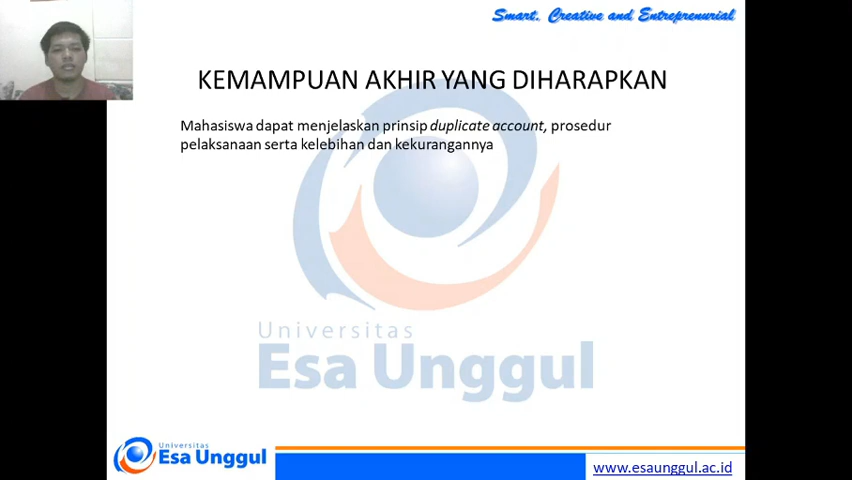 Smart, Creative and Entreprenurial
KEMAMPUAN AKHIR YANG DIHARAPKAN
Mahasiswa dapat menjelaskan prinsip duplicate account, prosedur
pelaksanaan serta kelebihan dan kekurangannya
Universitas
Esa Unggul
Universitas
Esa Unggul
www.esaunggul.ac.id